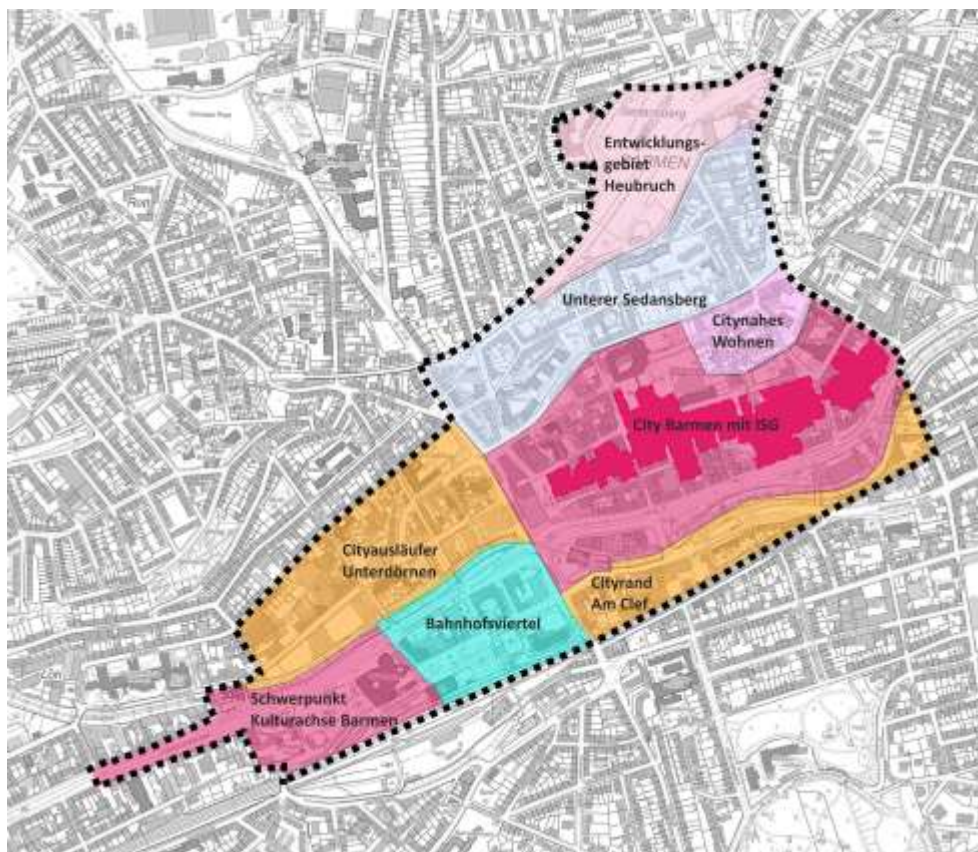 Entwicklungs-
gebiet
Heubruch
Unterer Sedansberg
Citynahes
Wohnen
City Barmen mit ISG
Cityausläufer
Unterdörnen
Cityrand
Am Clef
Bahnhofsviertel
Schwerpunkt
Kulturachse Barmen